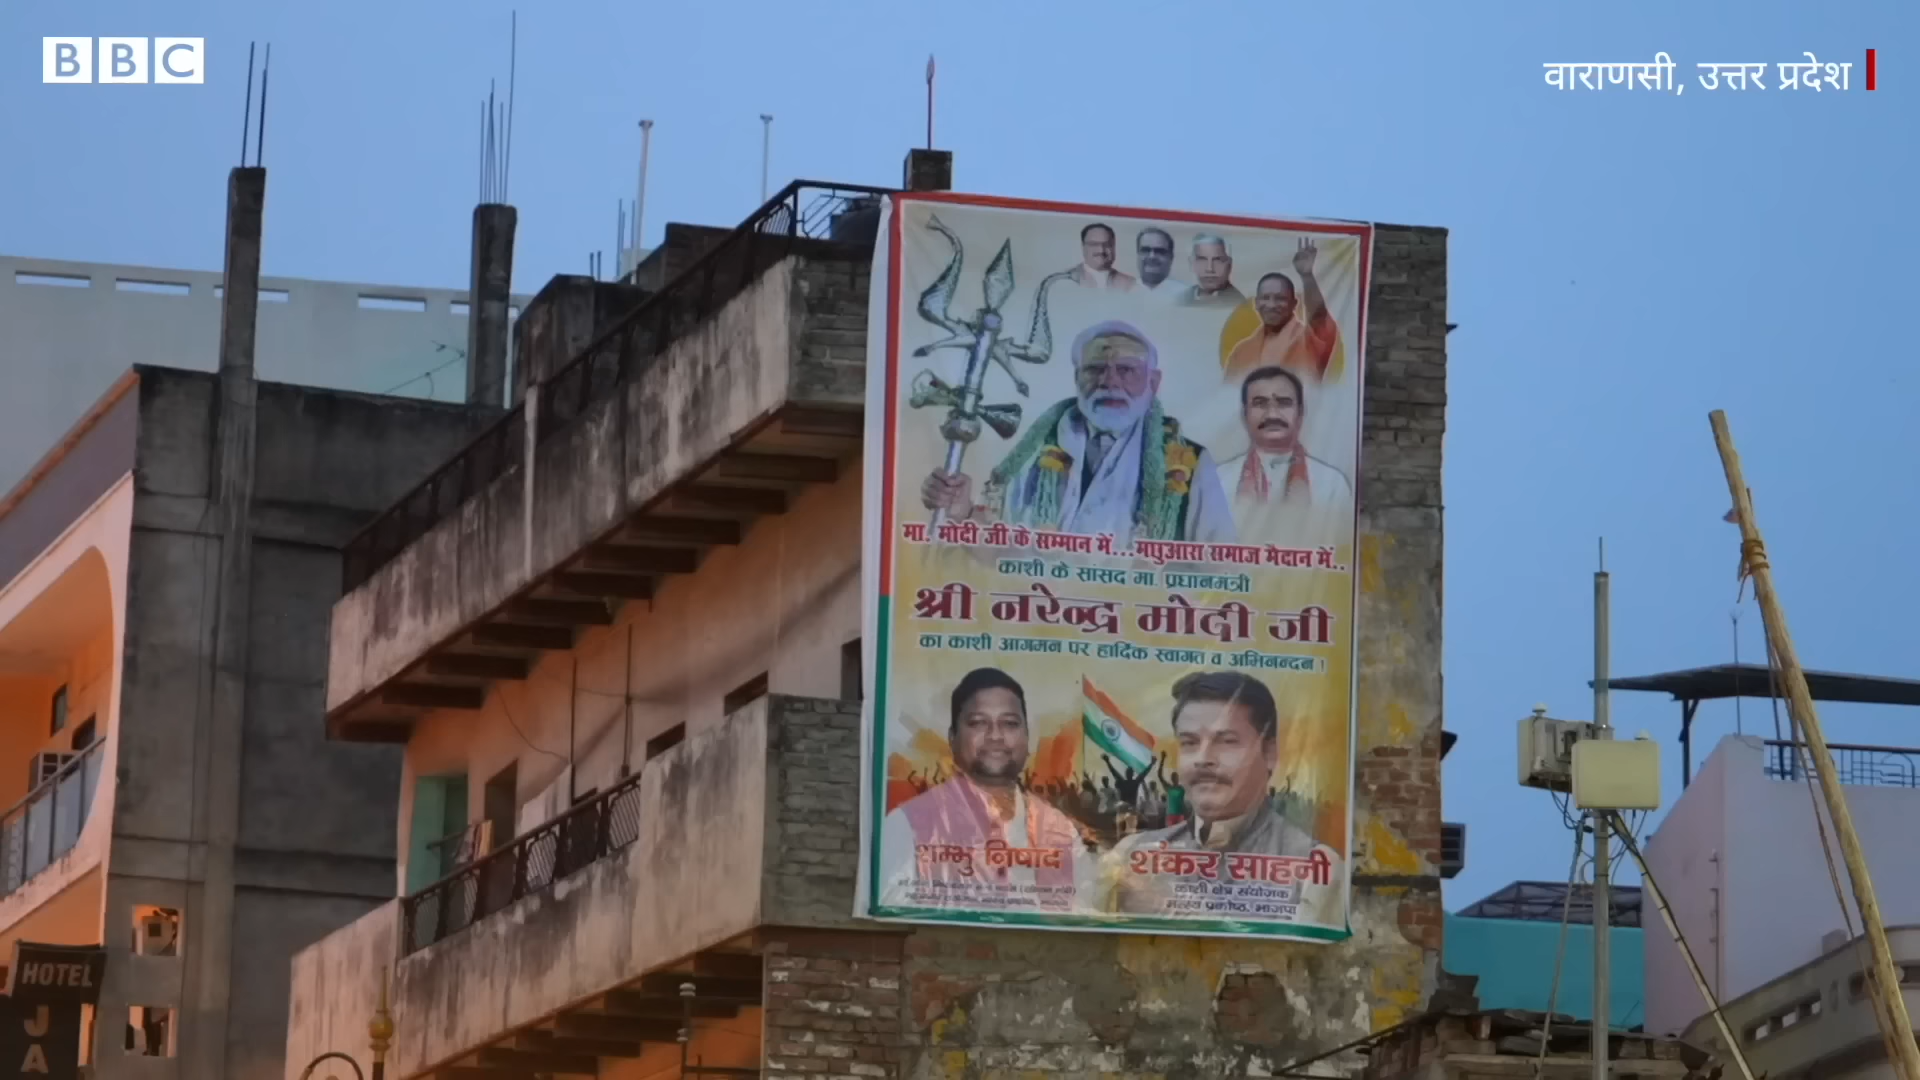 BBC
वाराणसी, उत्तर प्रदेश
मा. मोदी जी के सम्मान में...मछुआरा समाज मैदान में..
काशी के सांसद मा. प्रधानमंत्री
श्री नरेन्द्र मोदी जी
का काशी आगमन पर हार्दिक स्वागत व अभिनन्दन !
शम्भु निषाद
शंकर साहनी
काशी क्षेत्र संयोजक
मत्स्य प्रकोष्ठ, भाजपा
HOTEL
J
A